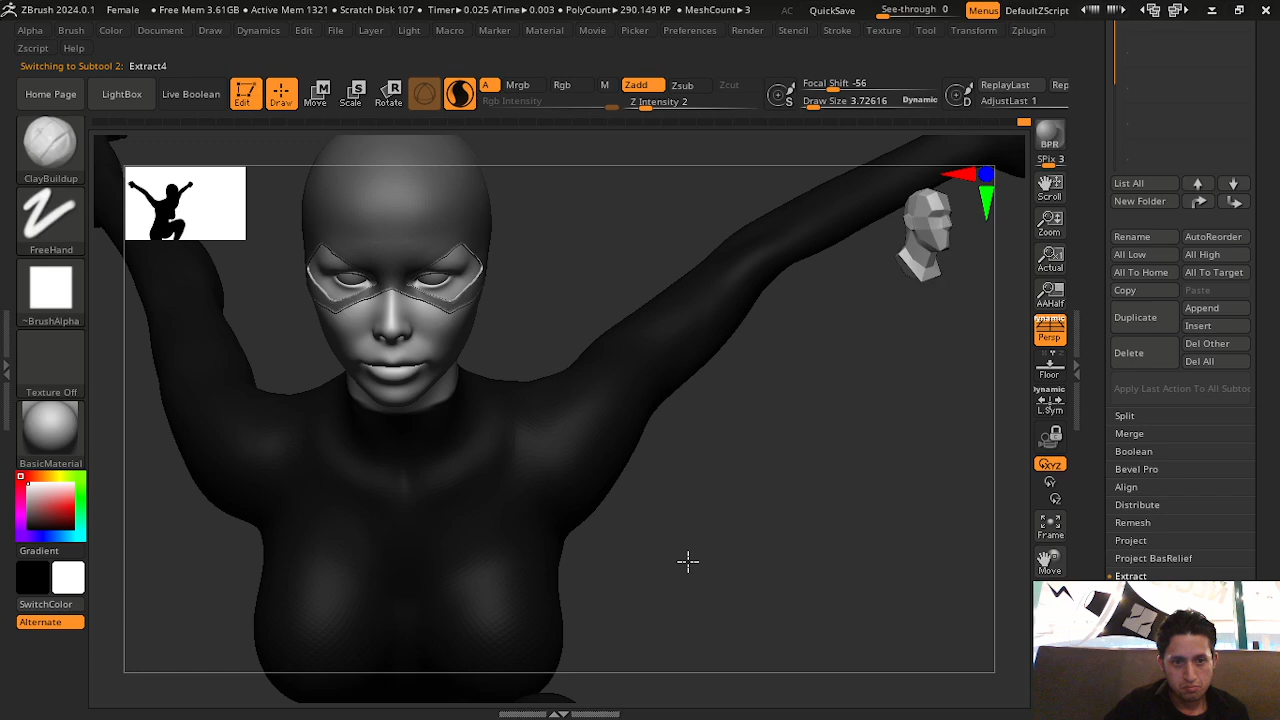 ZBrush 2024.0.1 Female • Free Mem 3.61GB • Active Mem 1321 • Scratch Disk 107 • Timer▸0.025 ATime▸0.003 • PolyCount▸290.149 KP • MeshCount▸3 AC QuickSave See-through 0 Menus DefaultZScript
Alpha Brush Color Document Draw Dynamics Edit File Layer Light Macro Marker Material Movie Picker Preferences Render Stencil Stroke Texture Tool Transform Zplugin
Zscript Help
Switching to Subtool 2: Extract4
Home Page LightBox Live Boolean Edit Draw Move Scale Rotate
A Mrgb Rgb M Zadd Zsub Zcut
Rgb Intensity Z Intensity 2
S Focal Shift -56
Draw Size 3.72616 Dynamic
D ReplayLast Rep
AdjustLast 1
ClayBuildup
FreeHand
~BrushAlpha
Texture Off
BasicMaterial
Gradient
SwitchColor
Alternate
BPR
SPix 3
Scroll
Zoom
Actual
AAHalf
Dynamic
Persp
Floor
Dynamic
L.Sym
XYZ
Y
Z
Frame
Move
List All
New Folder
Rename AutoReorder
All Low All High
All To Home All To Target
Copy Paste
Duplicate Append
Insert
Delete Del Other
Del All
Apply Last Action To All Subtoo
Split
Merge
Boolean
Bevel Pro
Align
Distribute
Remesh
Project
Project BasRelief
Extract